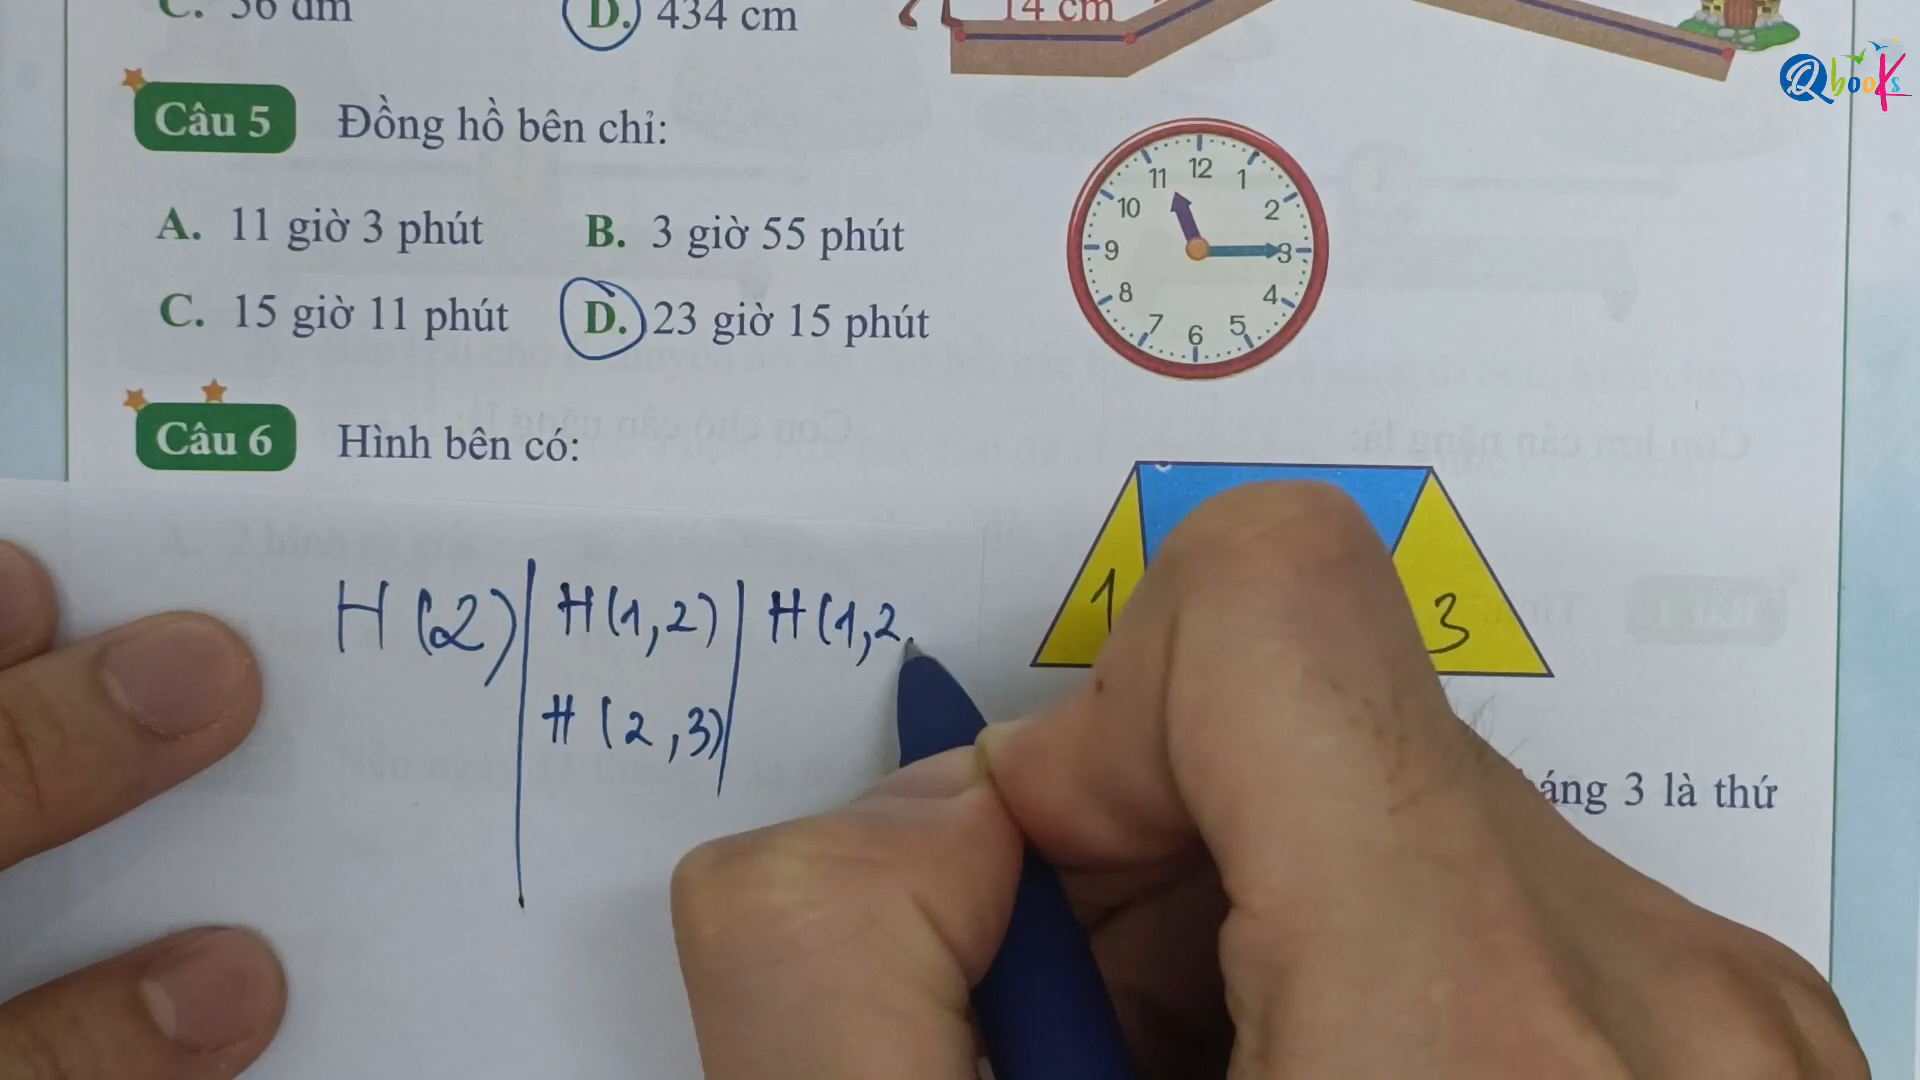 C. 56 dm
D. 434 cm
14 cm
Qbooks
Câu 5 Đồng hồ bên chỉ:
A. 11 giờ 3 phút
B. 3 giờ 55 phút
C. 15 giờ 11 phút
D. 23 giờ 15 phút
12
1
2
3
4
5
6
7
8
9
10
11
Câu 6 Hình bên có:
H (2)
H (1, 2)
H (1, 2,
H (2, 3)
1
3
áng 3 là thứ